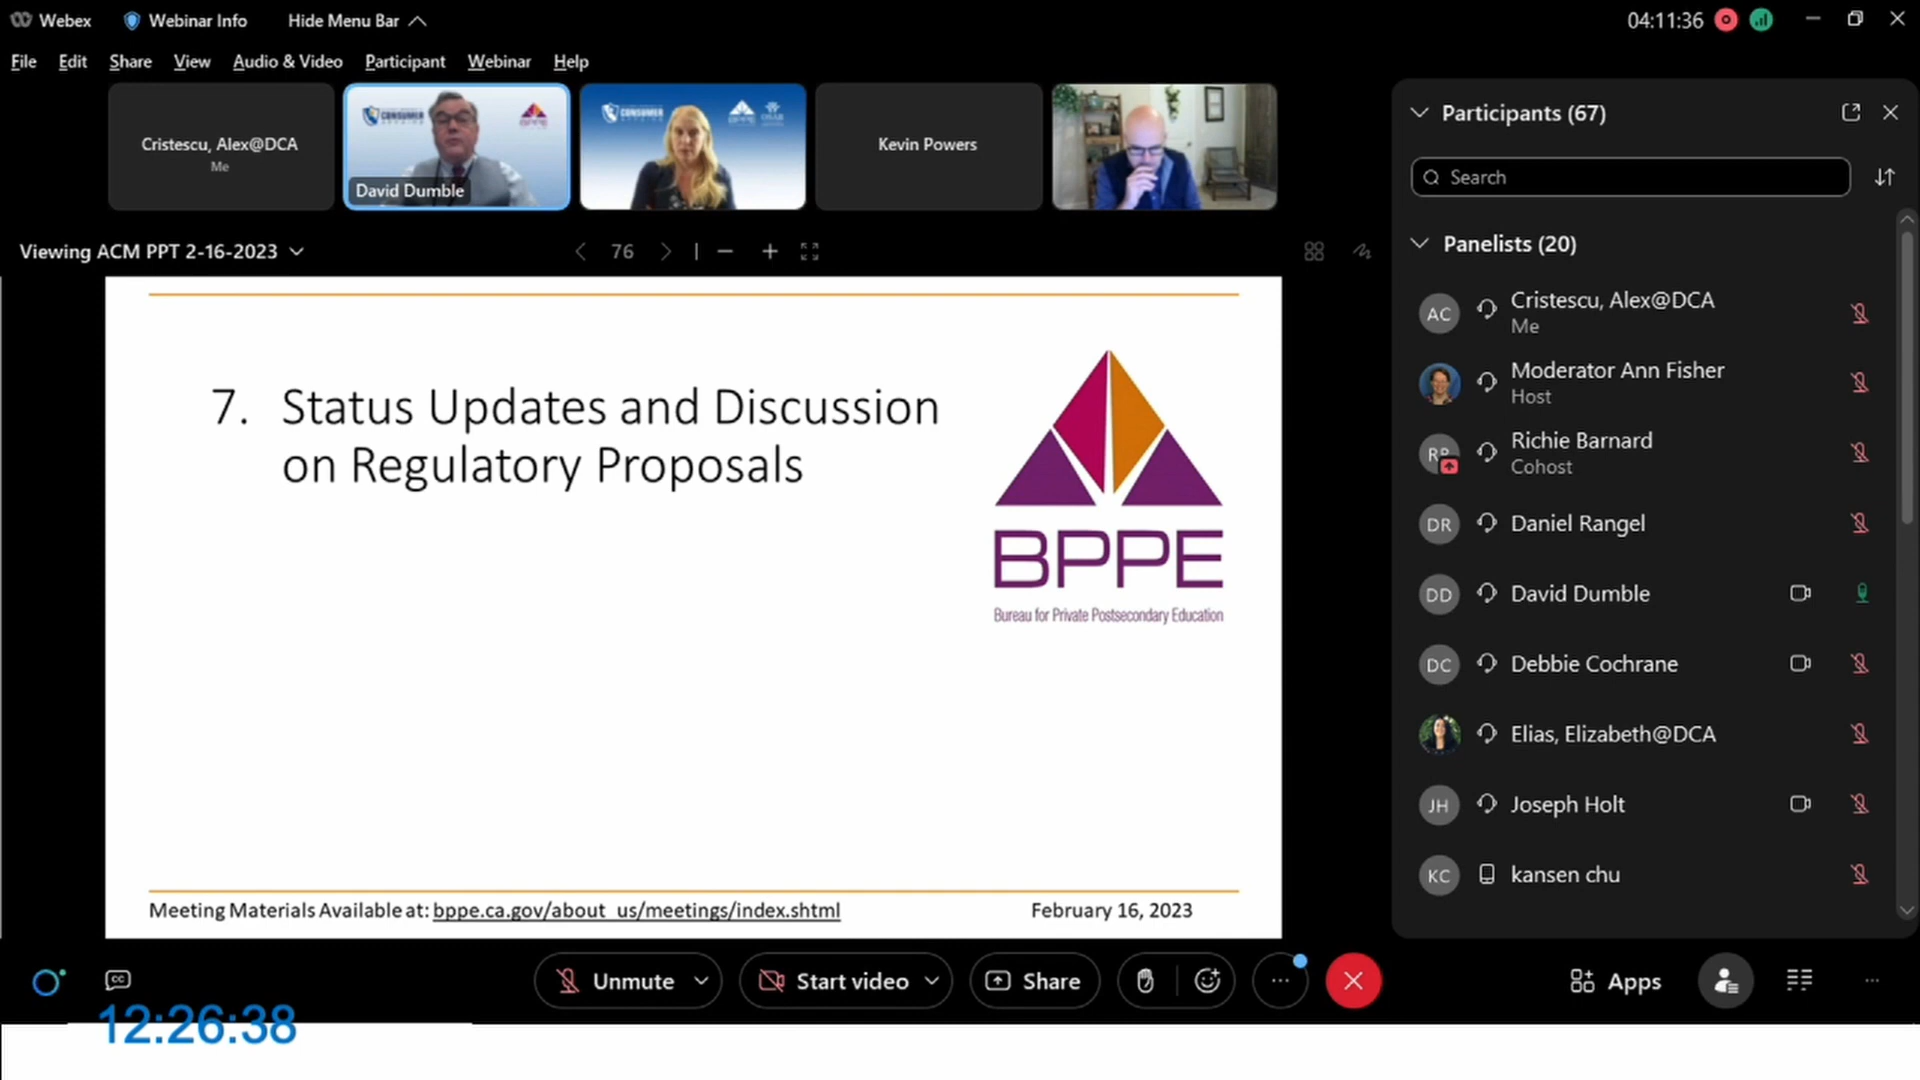 Webex
Webinar Info
Hide Menu Bar
04:11:36
File Edit Share View Audio & Video Participant Webinar Help
Cristescu, Alex@DCA
Me
CONSUMER
BPPE
David Dumble
CONSUMER
Kevin Powers
Participants (67)
Search
Viewing ACM PPT 2-16-2023
76
Panelists (20)
7. Status Updates and Discussion
on Regulatory Proposals
BPPE
Bureau for Private Postsecondary Education
Meeting Materials Available at: bppe.ca.gov/about_us/meetings/index.shtml
February 16, 2023
AC Cristescu, Alex@DCA
Me
Moderator Ann Fisher
Host
Richie Barnard
Cohost
DR Daniel Rangel
DD David Dumble
DC Debbie Cochrane
Elias, Elizabeth@DCA
JH Joseph Holt
KC kansen chu
CC
Unmute
Start video
Share
Apps
12:26:38